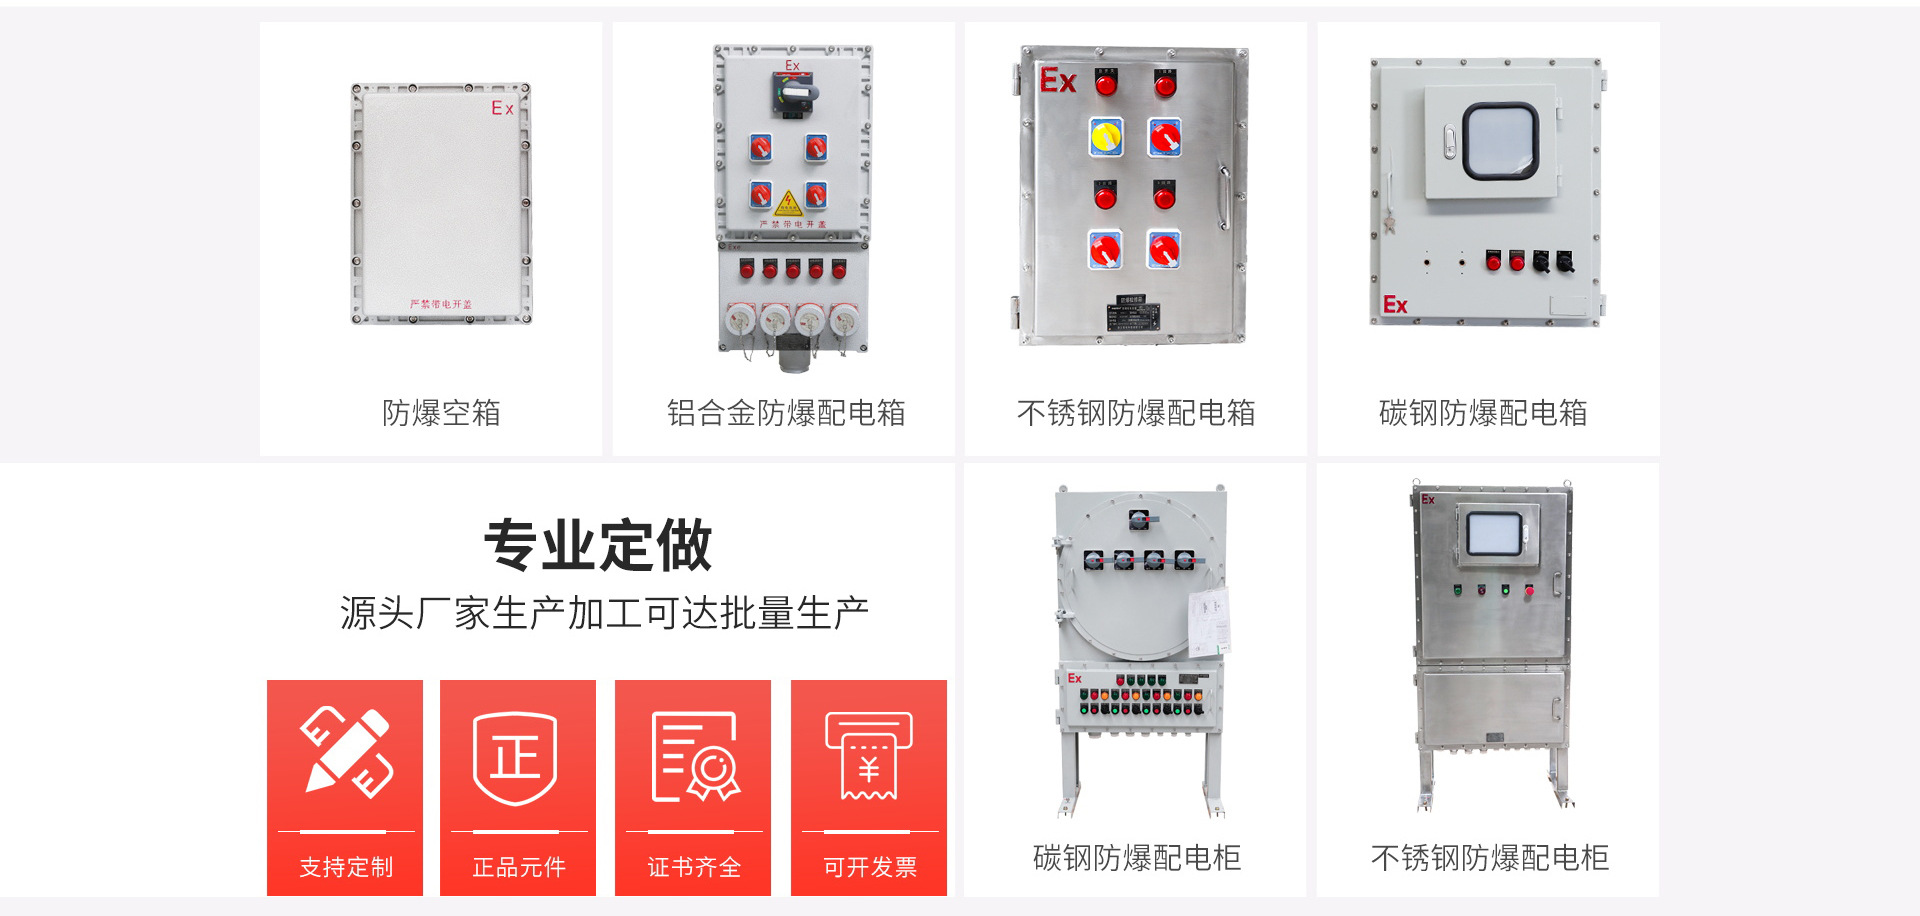 Ex
严禁带电开盖
防爆空箱
Ex
严禁带电开盖
铝合金防爆配电箱
Ex
不锈钢防爆配电箱
Ex
碳钢防爆配电箱
专业定做
源头厂家生产加工可达批量生产
正
¥
支持定制
正品元件
证书齐全
可开发票
Ex
碳钢防爆配电柜
Ex
不锈钢防爆配电柜